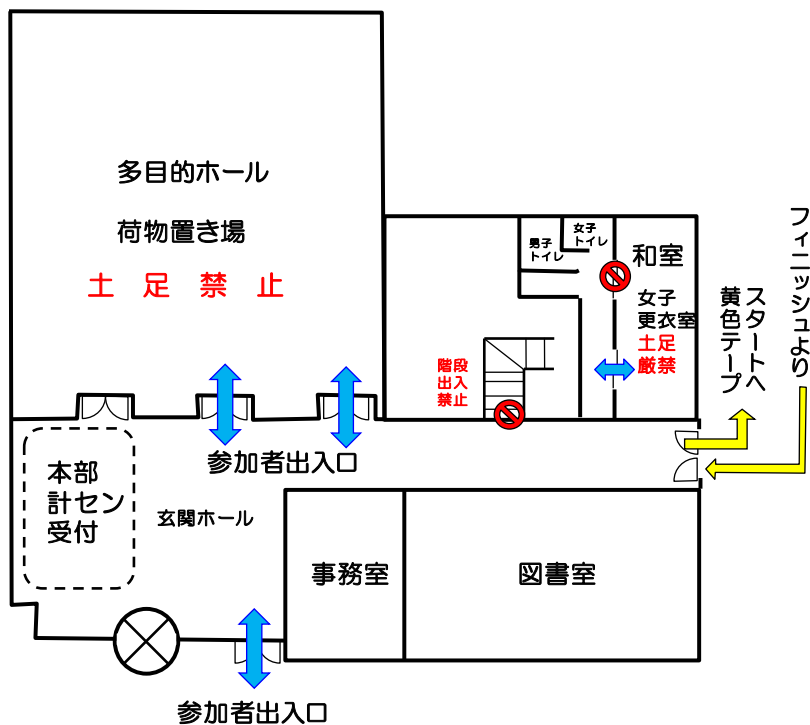 多目的ホール
荷物置き場
土足禁止
男子
トイレ
女子
トイレ
和室
女子
更衣室
土足
厳禁
階段
出入
禁止
フィニッシュより
スタートへ
黄色テープ
参加者出入口
本部
計セン
受付
玄関ホール
事務室
図書室
参加者出入口